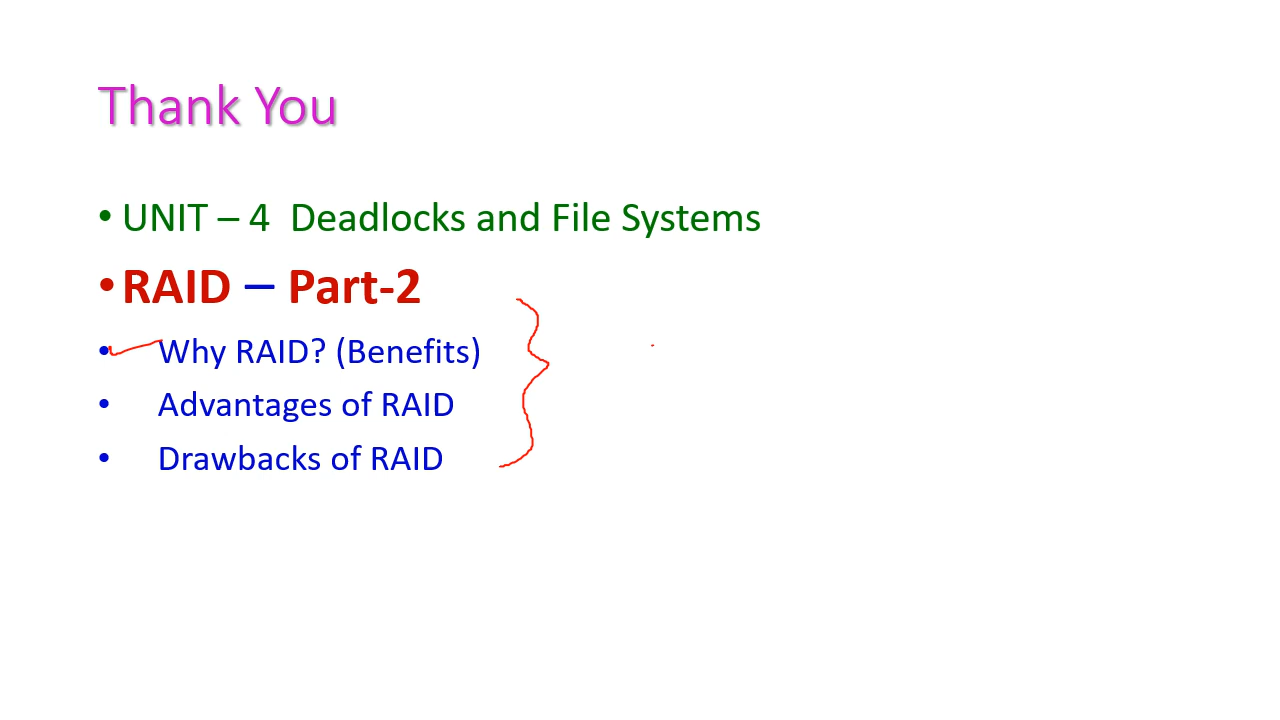 Thank You
• UNIT – 4  Deadlocks and File Systems
• RAID – Part-2
• Why RAID? (Benefits)
• Advantages of RAID
• Drawbacks of RAID